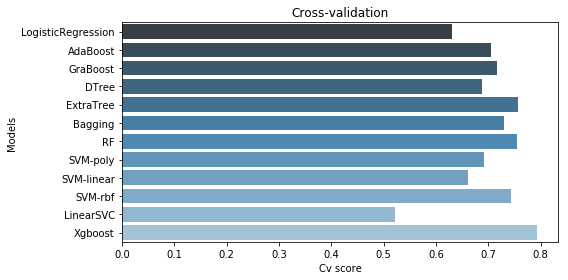 Cross-validation
LogisticRegression
AdaBoost
GraBoost
DTree
ExtraTree
Bagging
RF
SVM-poly
SVM-linear
SVM-rbf
LinearSVC
Xgboost
Models
0.0 0.1 0.2 0.3 0.4 0.5 0.6 0.7 0.8
Cv score